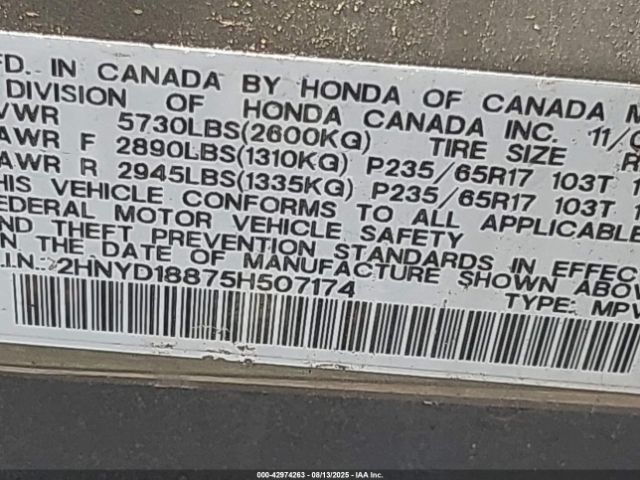 FD. IN CANADA BY HONDA OF CANADA M
DIVISION OF HONDA CANADA INC. 11/0
VWR 5730LBS(2600KG) TIRE SIZE R
AWR F 2890LBS(1310KG) P235/65R17 103T
AWR R 2945LBS(1335KG) P235/65R17 103T
HIS VEHICLE CONFORMS TO ALL APPLICABLE
EDERAL MOTOR VEHICLE SAFETY
ND THEFT PREVENTION STANDARDS IN EFFEC
N THE DATE OF MANUFACTURE SHOWN ABOV
.I.N.: 2HNYD18875H507174 TYPE: MPV
000-42974263 - 08/13/2025 - IAA Inc.